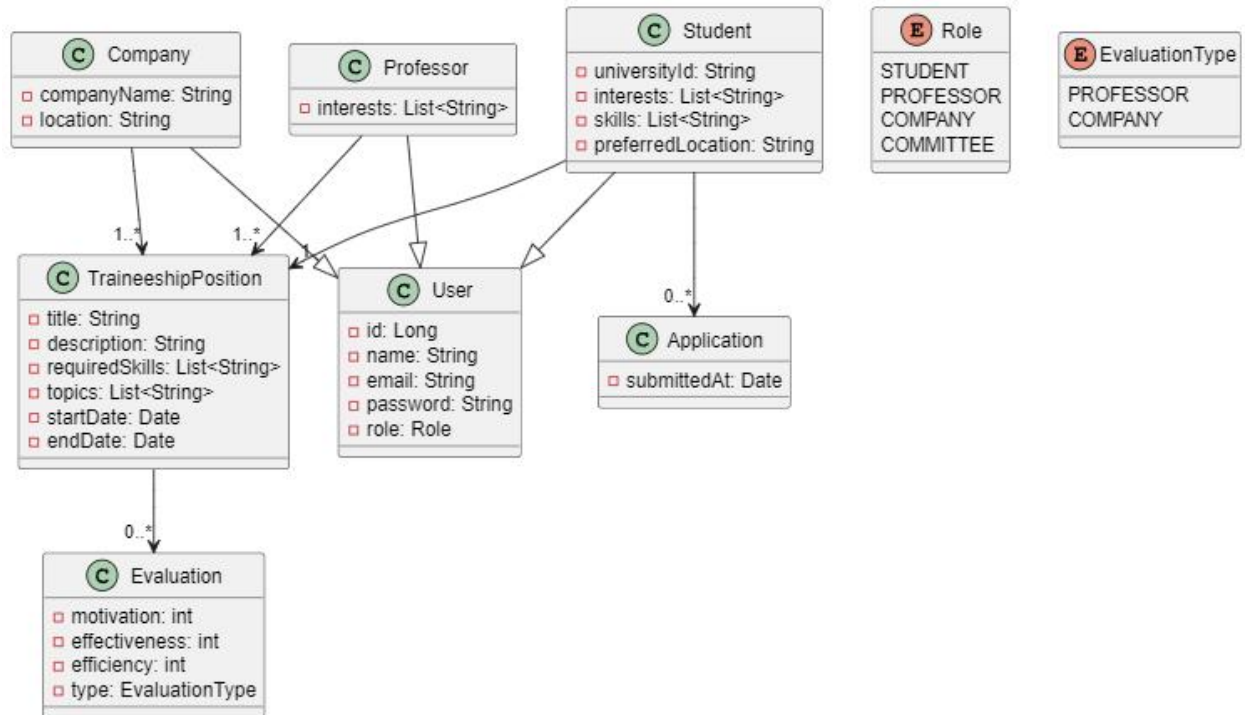 C Company
companyName: String
location: String
C Professor
interests: List<String>
C Student
universityId: String
interests: List<String>
skills: List<String>
preferredLocation: String
E Role
STUDENT
PROFESSOR
COMPANY
COMMITTEE
E EvaluationType
PROFESSOR
COMPANY
1..*
1..*
1
0..*
C TraineeshipPosition
title: String
description: String
requiredSkills: List<String>
topics: List<String>
startDate: Date
endDate: Date
C User
id: Long
name: String
email: String
password: String
role: Role
C Application
submittedAt: Date
0..*
C Evaluation
motivation: int
effectiveness: int
efficiency: int
type: EvaluationType